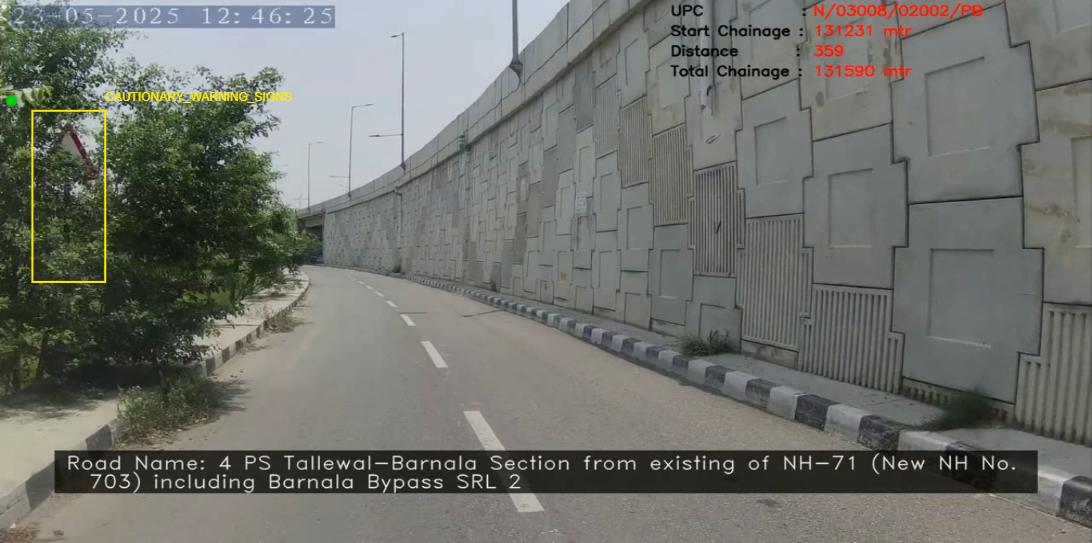 23-05-2025 12:46:25
UPC : N/03008/02002/PB
Start Chainage : 131231 mtr
Distance : 359
Total Chainage : 131590 mtr
CAUTIONARY_WARNING_SIGNS
Road Name: 4 PS Tallewal-Barnala Section from existing of NH-71 (New NH No.
703) including Barnala Bypass SRL 2